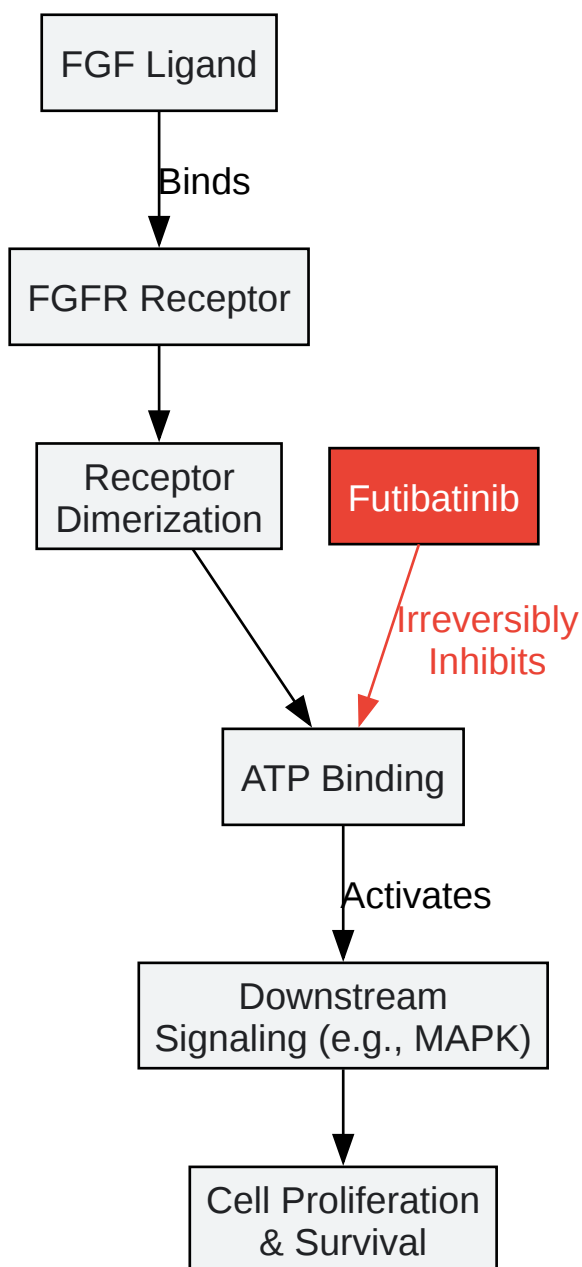 FGF Ligand
Binds
FGFR Receptor
Receptor
Dimerization
Futibatinib
Irreversibly
Inhibits
ATP Binding
Activates
Downstream
Signaling (e.g., MAPK)
Cell Proliferation
& Survival